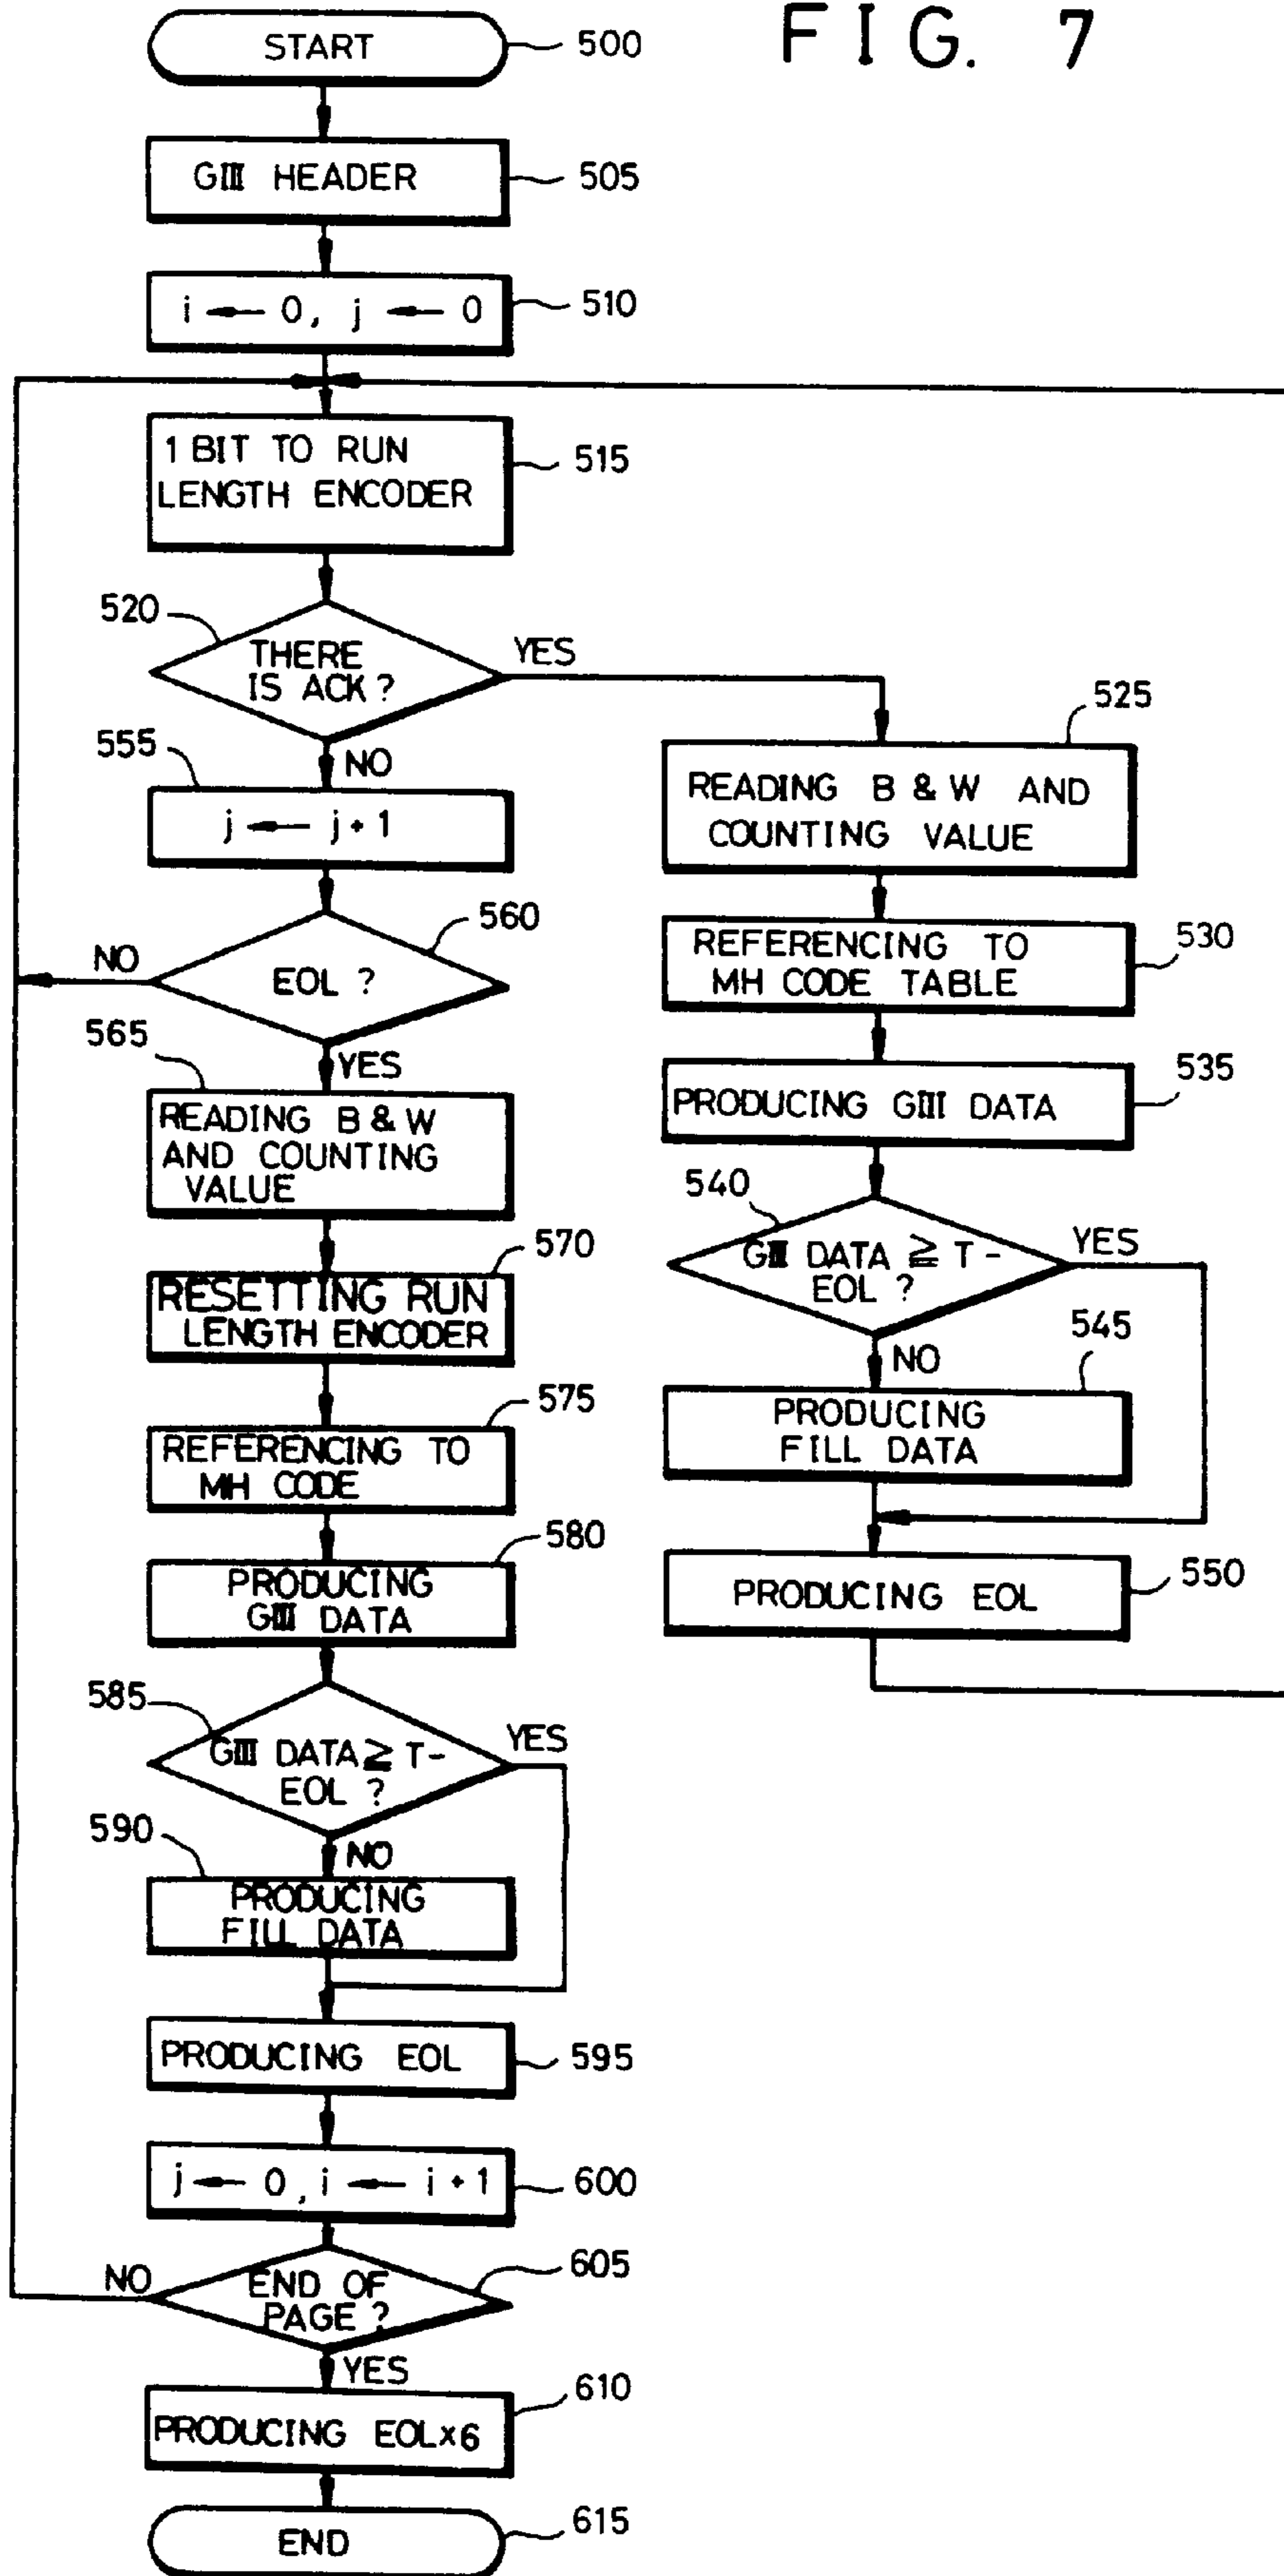 FIG. 7
START
500
GIII HEADER
505
i ← 0, j ← 0
510
1 BIT TO RUN
LENGTH ENCODER
515
520
THERE
IS ACK?
YES
NO
525
READING B & W AND
COUNTING VALUE
555
j ← j + 1
530
REFERENCING TO
MH CODE TABLE
560
EOL ?
NO
YES
535
PRODUCING GIII DATA
565
READING B & W
AND COUNTING
VALUE
540
GIII DATA ≧ T-
EOL ?
YES
NO
570
RESETTING RUN
LENGTH ENCODER
545
PRODUCING
FILL DATA
575
REFERENCING TO
MH CODE
550
PRODUCING EOL
580
PRODUCING
GIII DATA
585
GIII DATA ≧ T-
EOL ?
YES
NO
590
PRODUCING
FILL DATA
PRODUCING EOL
595
j ← 0, i ← i + 1
600
END OF
PAGE ?
605
NO
YES
610
PRODUCING EOL×6
END
615